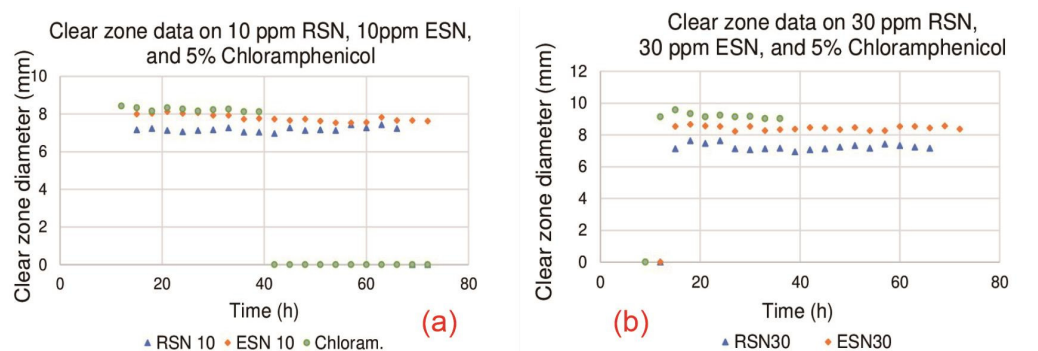 Clear zone data on 10 ppm RSN, 10ppm ESN,
and 5% Chloramphenicol.
Clear zone diameter (mm)
10
8
6
4
2
0
0
20
40
60
80
Time (h)
(a)
RSN 10
ESN 10
Chloram.
Clear zone data on 30 ppm RSN,
30 ppm ESN, and 5% Chloramphenicol
Clear zone diameter (mm)
12
10
8
6
4
2
0
0
20
40
60
80
Time (h)
(b)
RSN30
ESN30